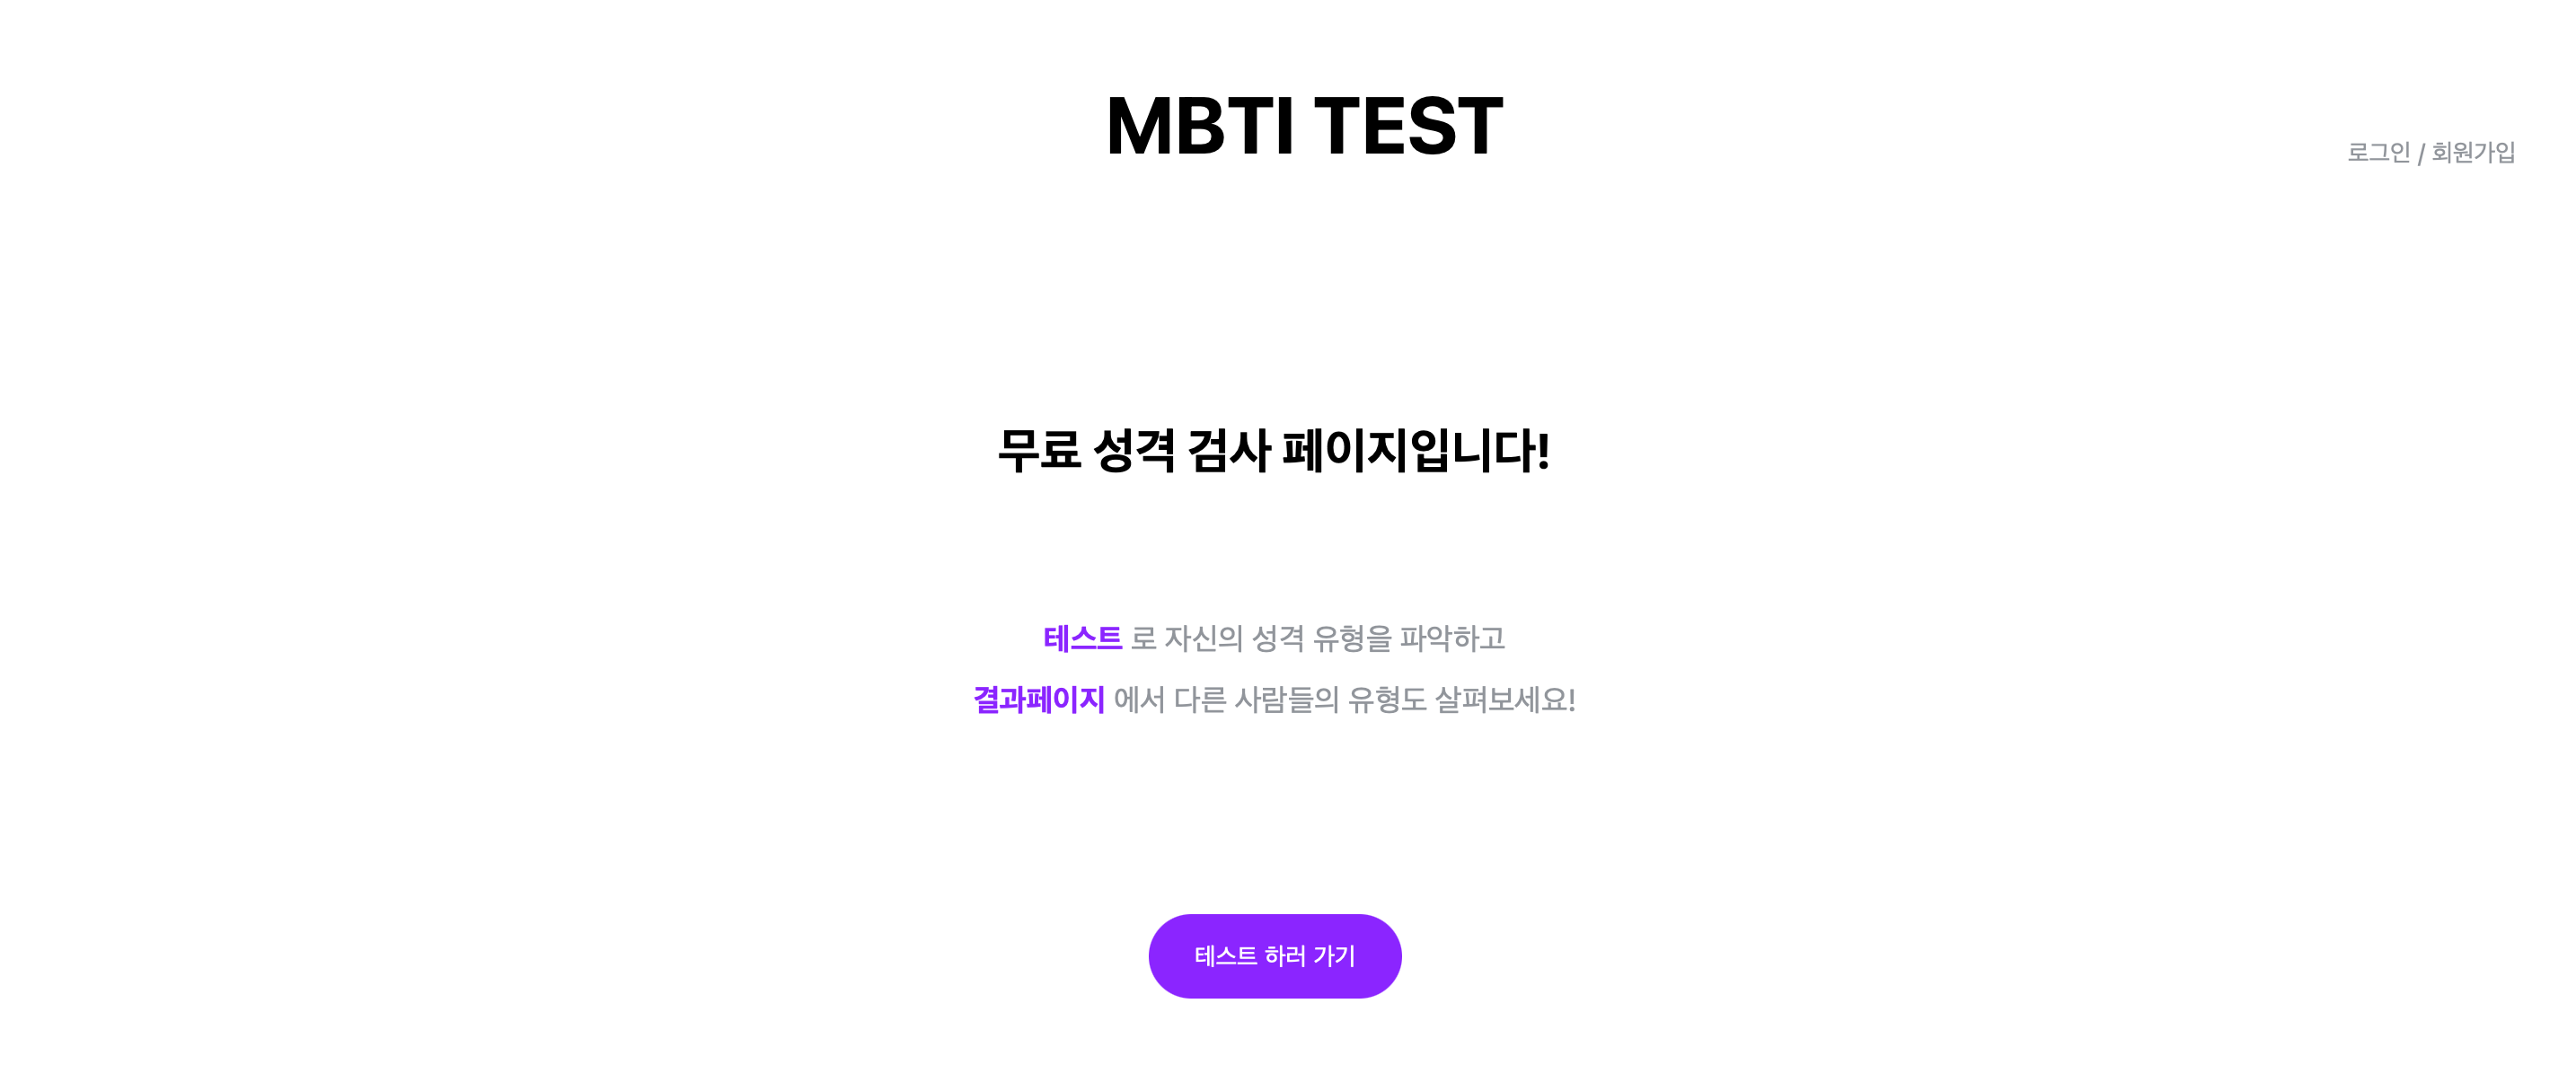 MBTI TEST
로그인 / 회원가입
무료 성격 검사 페이지입니다!
테스트 로 자신의 성격 유형을 파악하고
결과페이지 에서 다른 사람들의 유형도 살펴보세요!
테스트 하러 가기